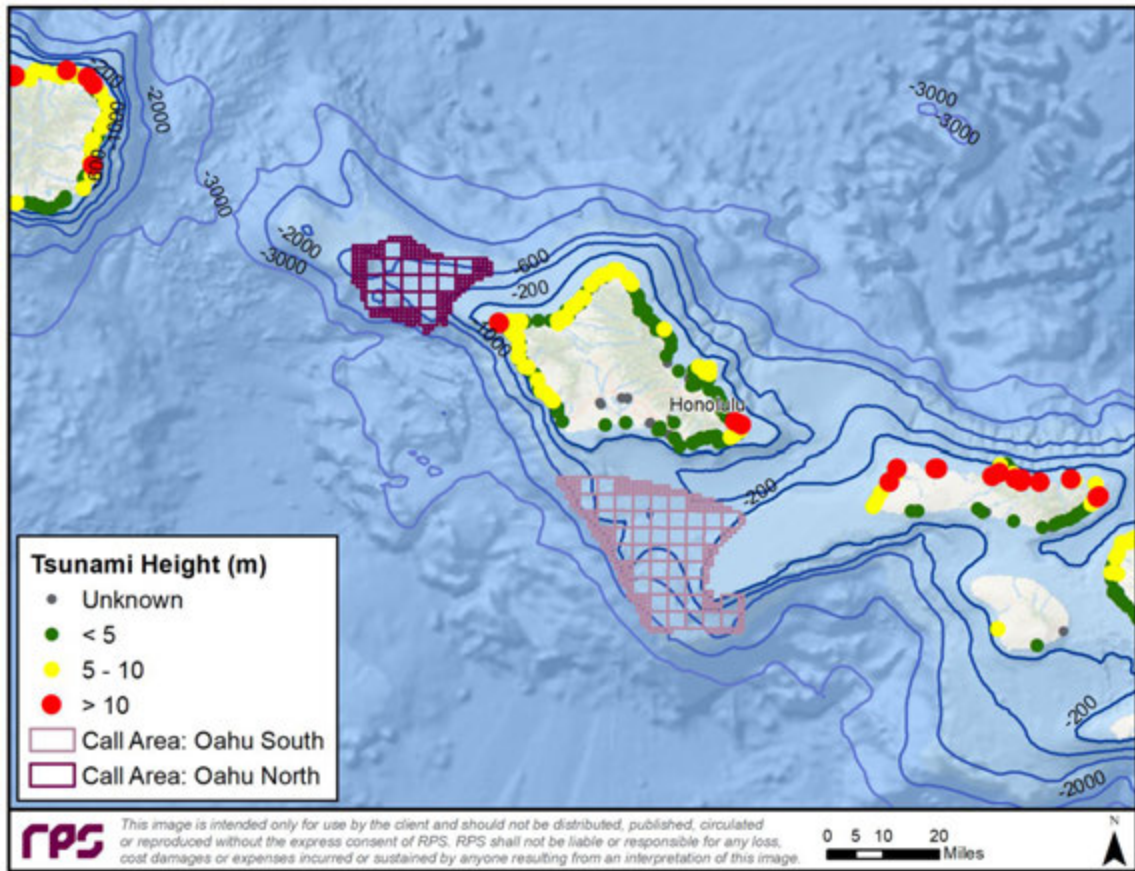 -200
-1000
-600
-2000
-3000
-3000
-3000
-2000
-3000
-600
-200
-1000
Honolulu
-200
-200
-2000
Tsunami Height (m)
Unknown
< 5
5 - 10
> 10
Call Area: Oahu South
Call Area: Oahu North
rps
This image is intended only for use by the client and should not be distributed, published, circulated
or reproduced without the express consent of RPS. RPS shall not be liable or responsible for any loss,
cost damages or expenses incurred or sustained by anyone resulting from an interpretation of this image.
0 5 10 20
Miles
N